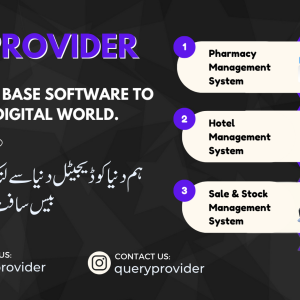 PROVIDER
BASE SOFTWARE TO
DIGITAL WORLD.
ہم دنیا کو ڈیجیٹل دنیا سے
بیس سافٹ
1
Pharmacy
Management
System
2
Hotel
Management
System
3
Sale & Stock
Management
System
US:
rovider
CONTACT US:
queryprovider